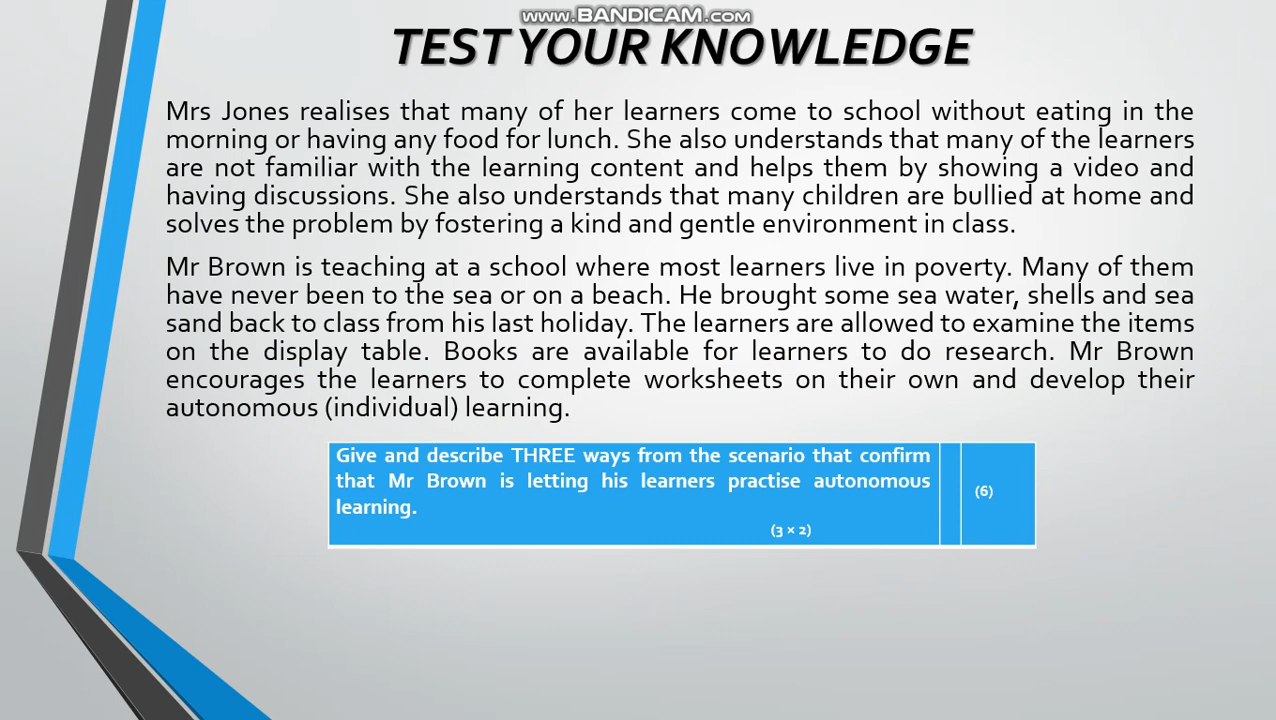 www.BANDICAM.com
TEST YOUR KNOWLEDGE
Mrs Jones realises that many of her learners come to school without eating in the
morning or having any food for lunch. She also understands that many of the learners
are not familiar with the learning content and helps them by showing a video and
having discussions. She also understands that many children are bullied at home and
solves the problem by fostering a kind and gentle environment in class.
Mr Brown is teaching at a school where most learners live in poverty. Many of them
have never been to the sea or on a beach. He brought some sea water, shells and sea
sand back to class from his last holiday. The learners are allowed to examine the items
on the display table. Books are available for learners to do research. Mr Brown
encourages the learners to complete worksheets on their own and develop their
autonomous (individual) learning.
Give and describe THREE ways from the scenario that confirm
that Mr Brown is letting his learners practise autonomous
learning.
(3 × 2)
(6)